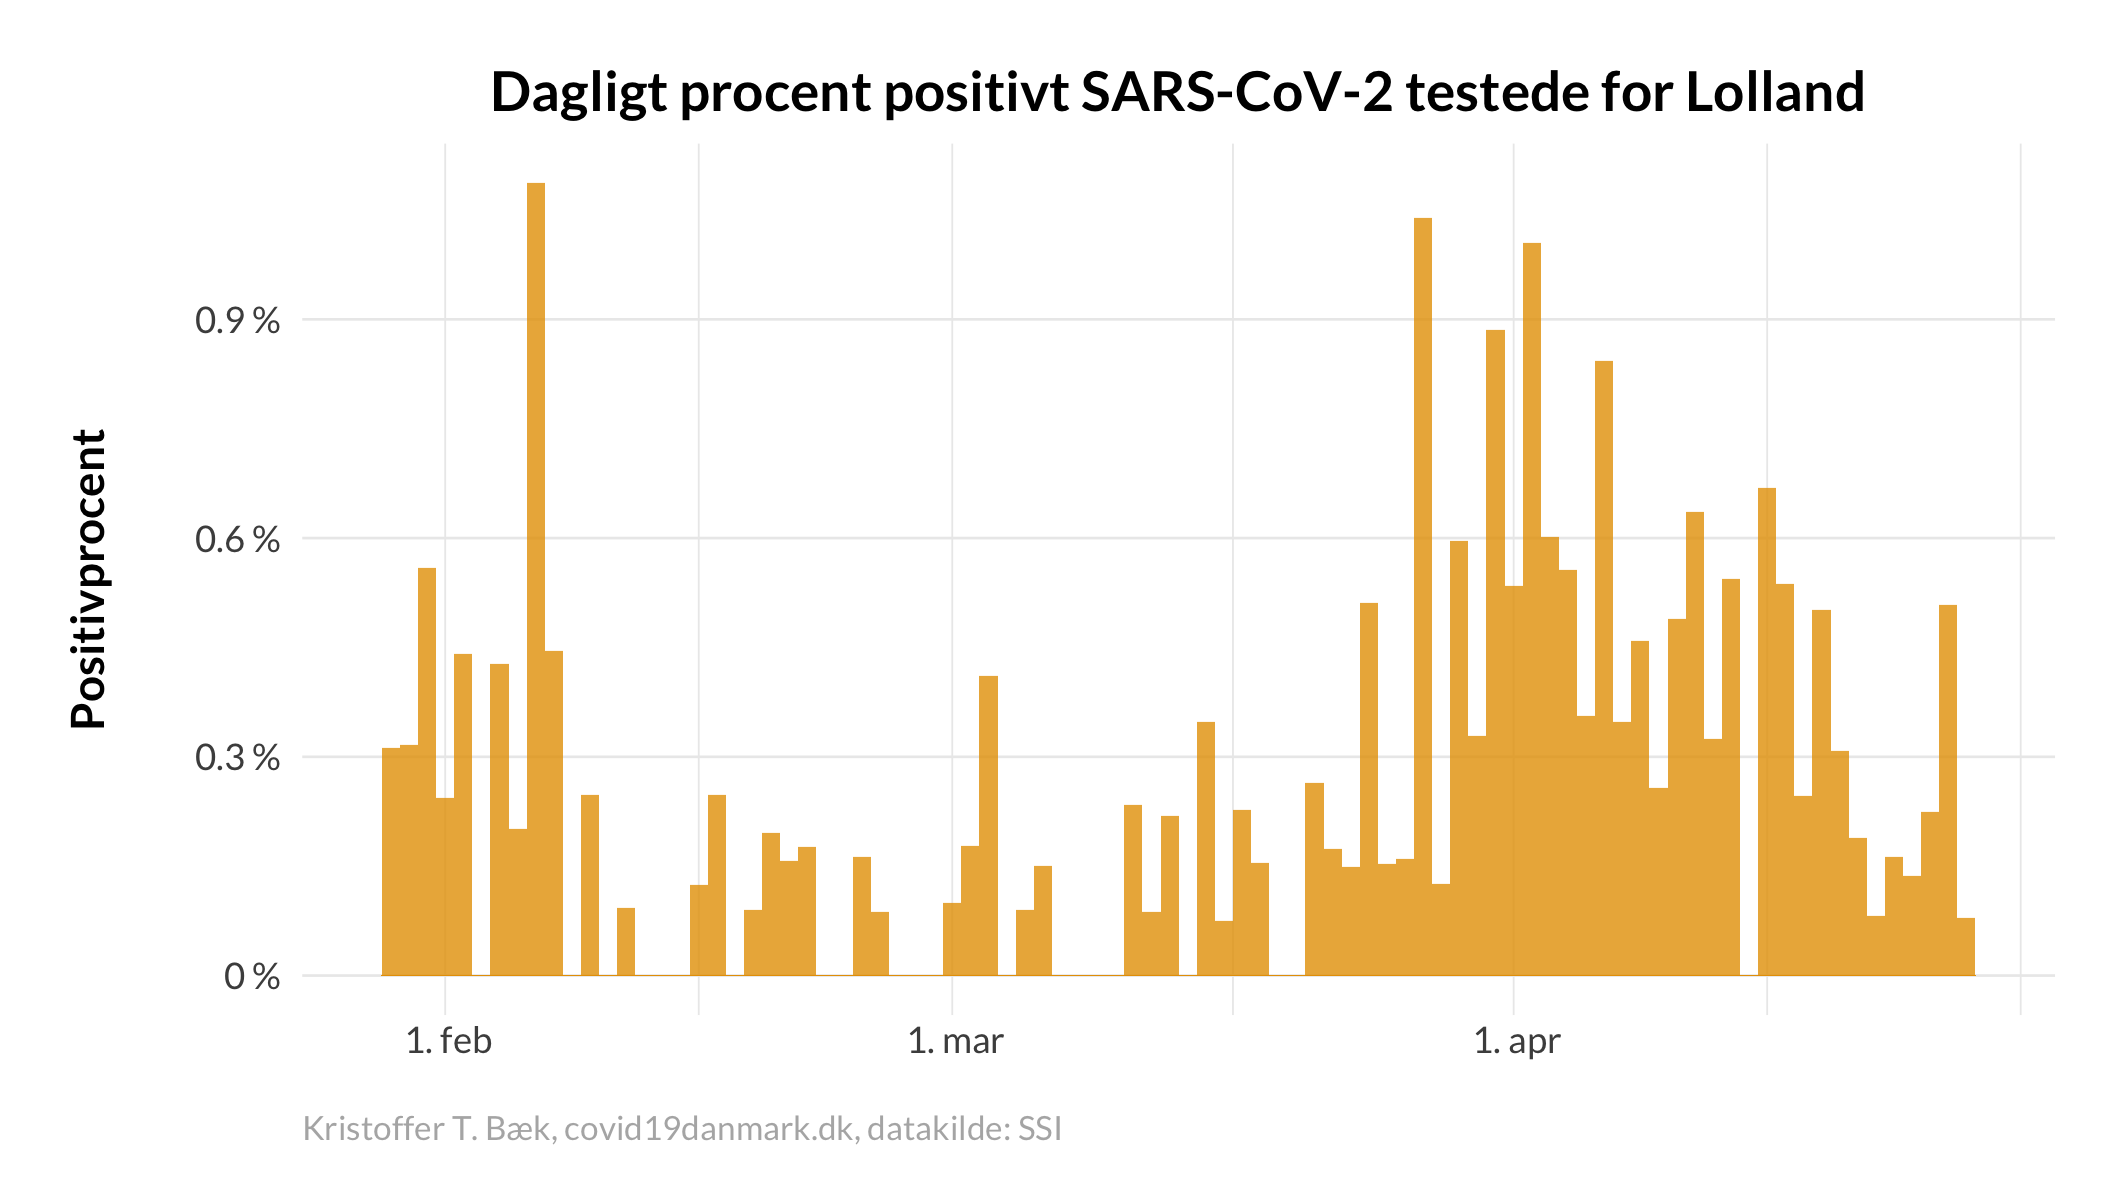 Dagligt procent positivt SARS-CoV-2 testede for Lolland
Positivprocent
0.9 %
0.6 %
0.3 %
0 %
1. feb
1. mar
1. apr
Kristoffer T. Bæk, covid19danmark.dk, datakilde: SSI